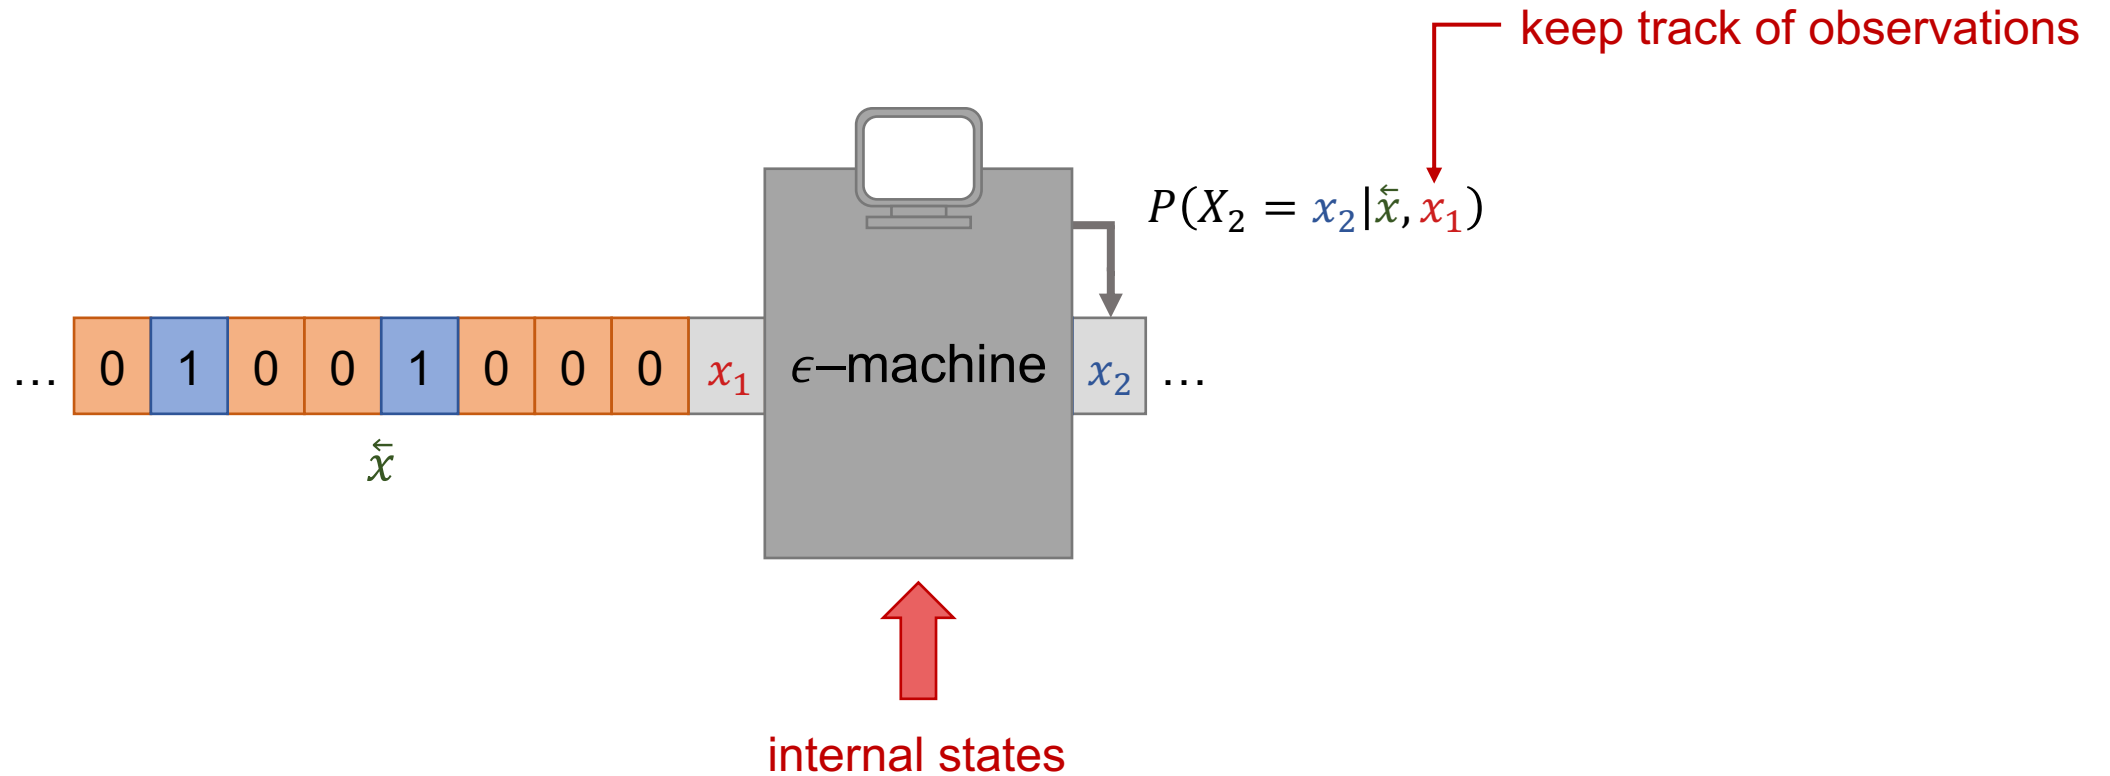 keep track of observations
P(X₂ = x₂|x⃖, x₁)
... 0 1 0 0 1 0 0 0 x₁ ϵ–machine x₂ ...
x⃖
internal states